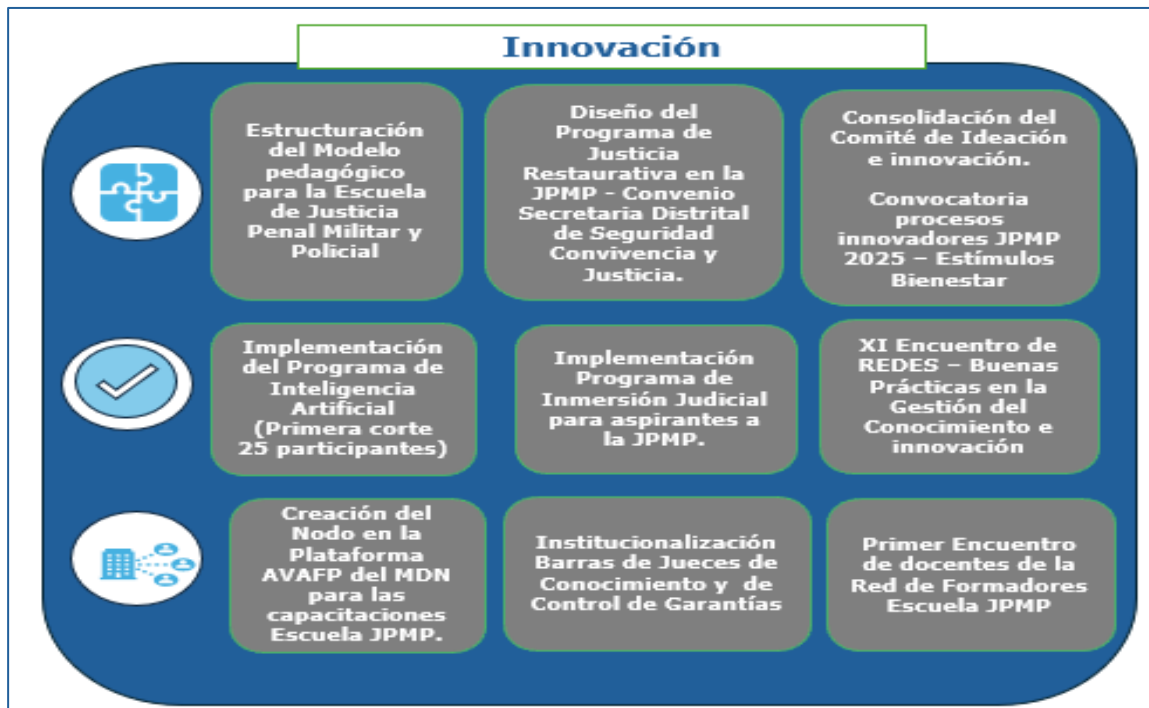 Innovación
Estructuración
del Modelo
pedagógico
para la Escuela
de Justicia
Penal Militar y
Policial
Diseño del
Programa de
Justicia
Restaurativa en la
JPMP - Convenio
Secretaria Distrital
de Seguridad
Convivencia y
Justicia.
Consolidación del
Comité de Ideación
e innovación.
Convocatoria
procesos
innovadores JPMP
2025 – Estímulos
Bienestar
Implementación
del Programa de
Inteligencia
Artificial
(Primera corte
25 participantes)
Implementación
Programa de
Inmersión Judicial
para aspirantes a
la JPMP.
XI Encuentro de
REDES – Buenas
Prácticas en la
Gestión del
Conocimiento e
innovación
Creación del
Nodo en la
Plataforma
AVAFP del MDN
para las
capacitaciones
Escuela JPMP.
Institucionalización
Barras de Jueces de
Conocimiento y de
Control de Garantías
Primer Encuentro
de docentes de la
Red de Formadores
Escuela JPMP